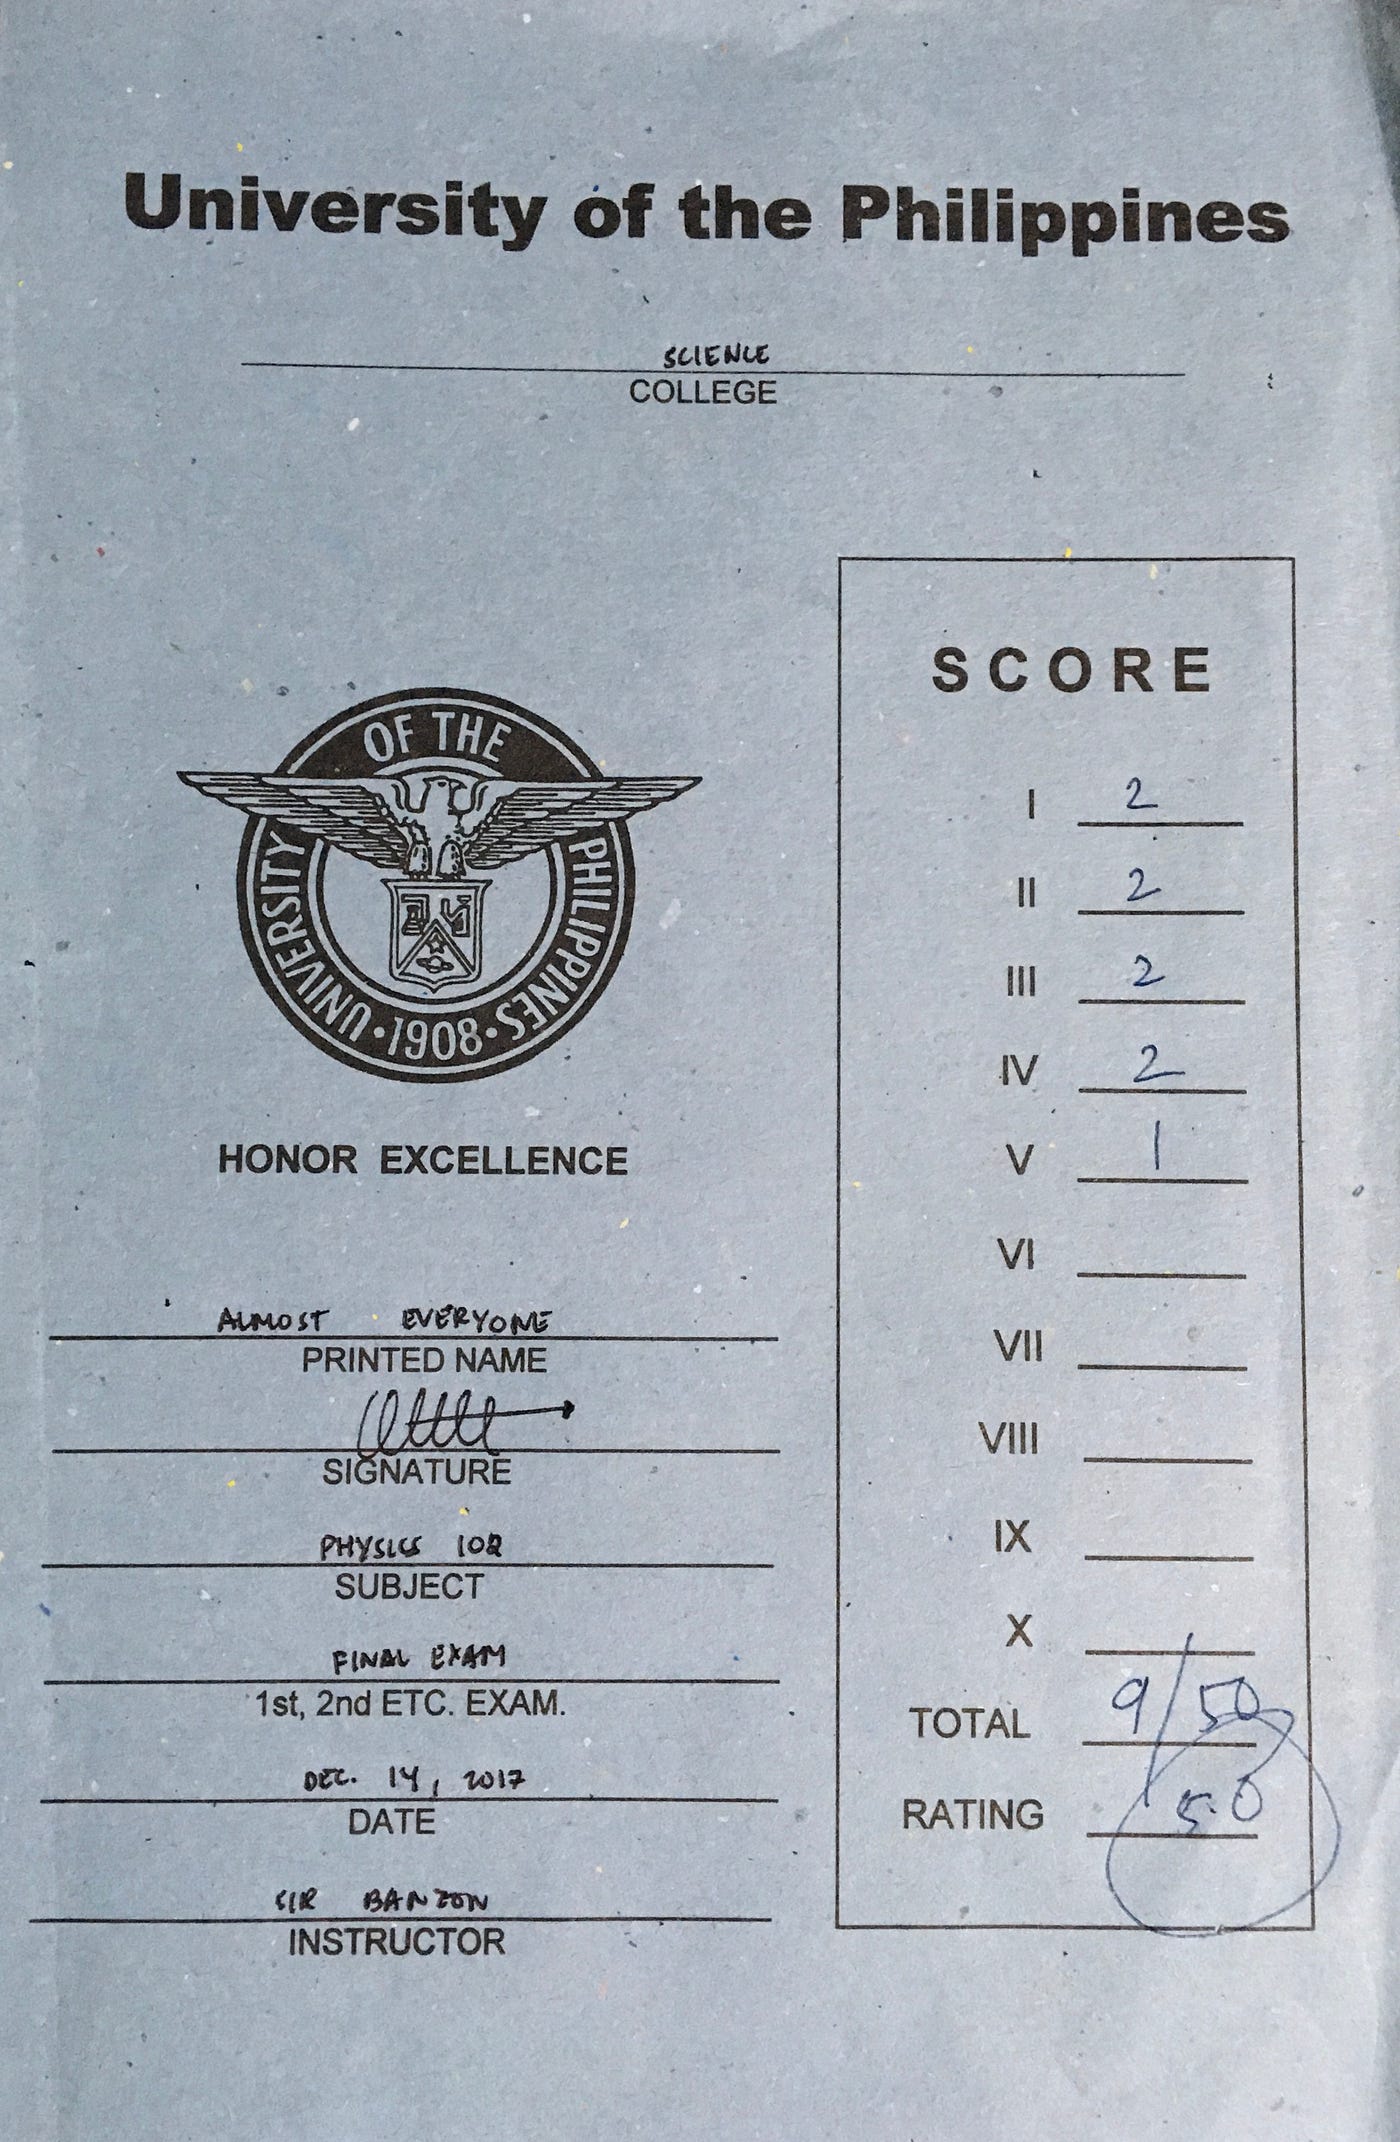 University of the Philippines
SCIENCE
COLLEGE
OF THE
UNIVERSITY
PHILIPPINES
•1908•
HONOR EXCELLENCE
ALMOST EVERYONE
PRINTED NAME
SIGNATURE
PHYSICS 102
SUBJECT
FINAL EXAM
1st, 2nd ETC. EXAM.
DEC. 14, 2017
DATE
SIR BANZON
INSTRUCTOR
SCORE
I 2
II 2
III 2
IV 2
V 1
VI
VII
VIII
IX
X
TOTAL 9/50
RATING 5.0